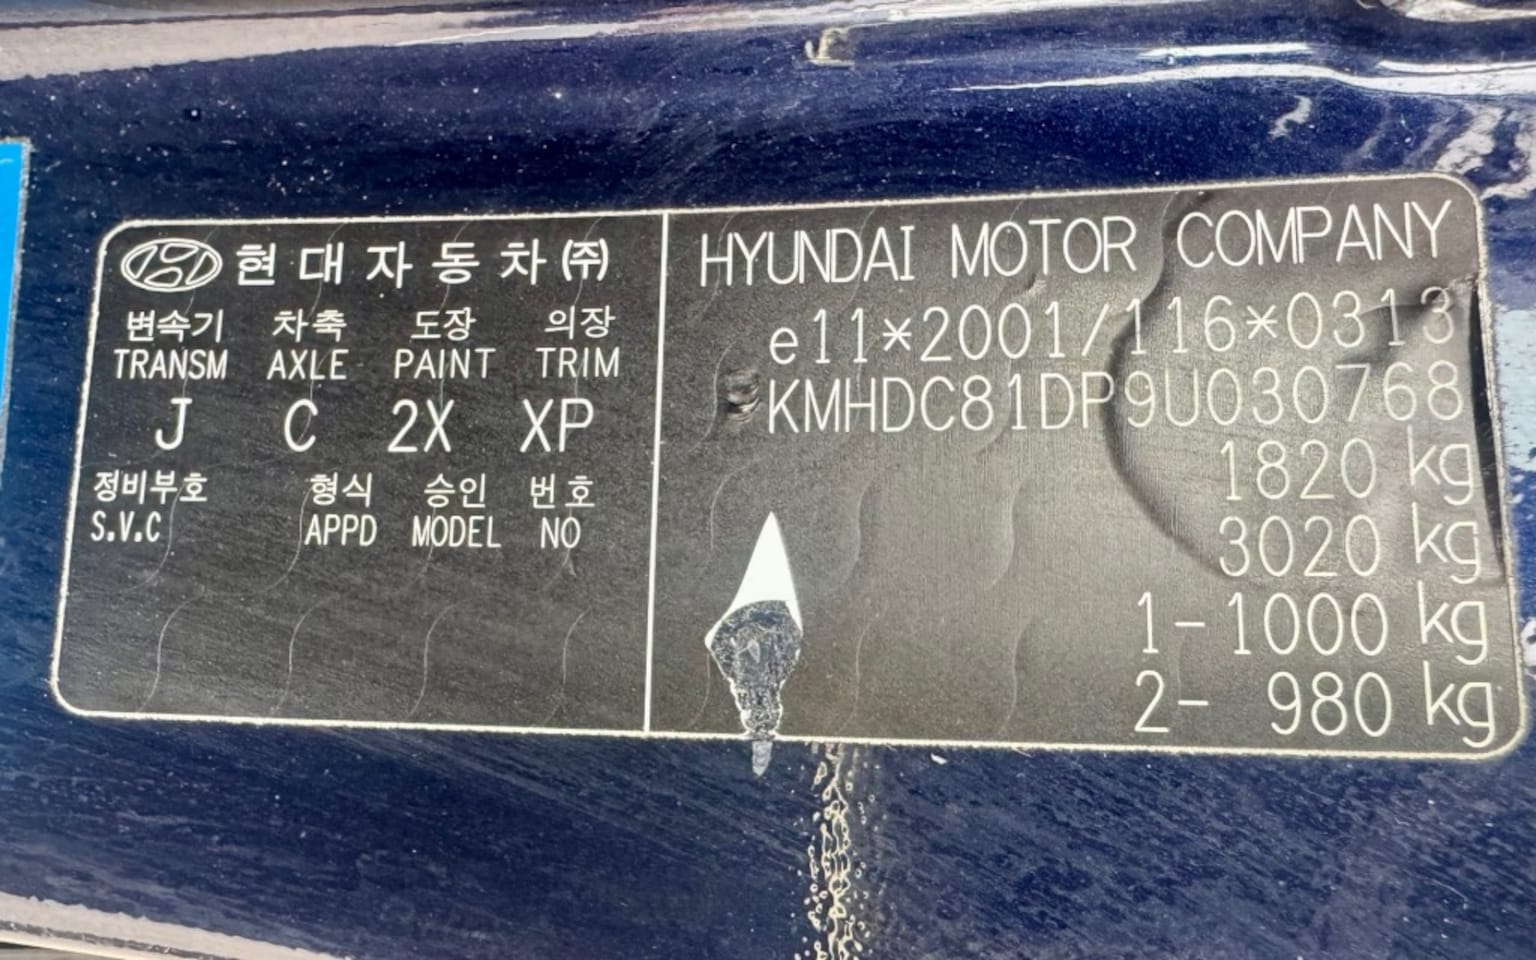 현대자동차(주)
변속기 차축 도장 의장
TRANSM AXLE PAINT TRIM
J C 2X XP
정비부호 형식 승인 번호
S.V.C APPD MODEL NO
HYUNDAI MOTOR COMPANY
e11*2001/116*0313
KMHDC81DP9U030768
1820 kg
3020 kg
1- 1000 kg
2- 980 kg